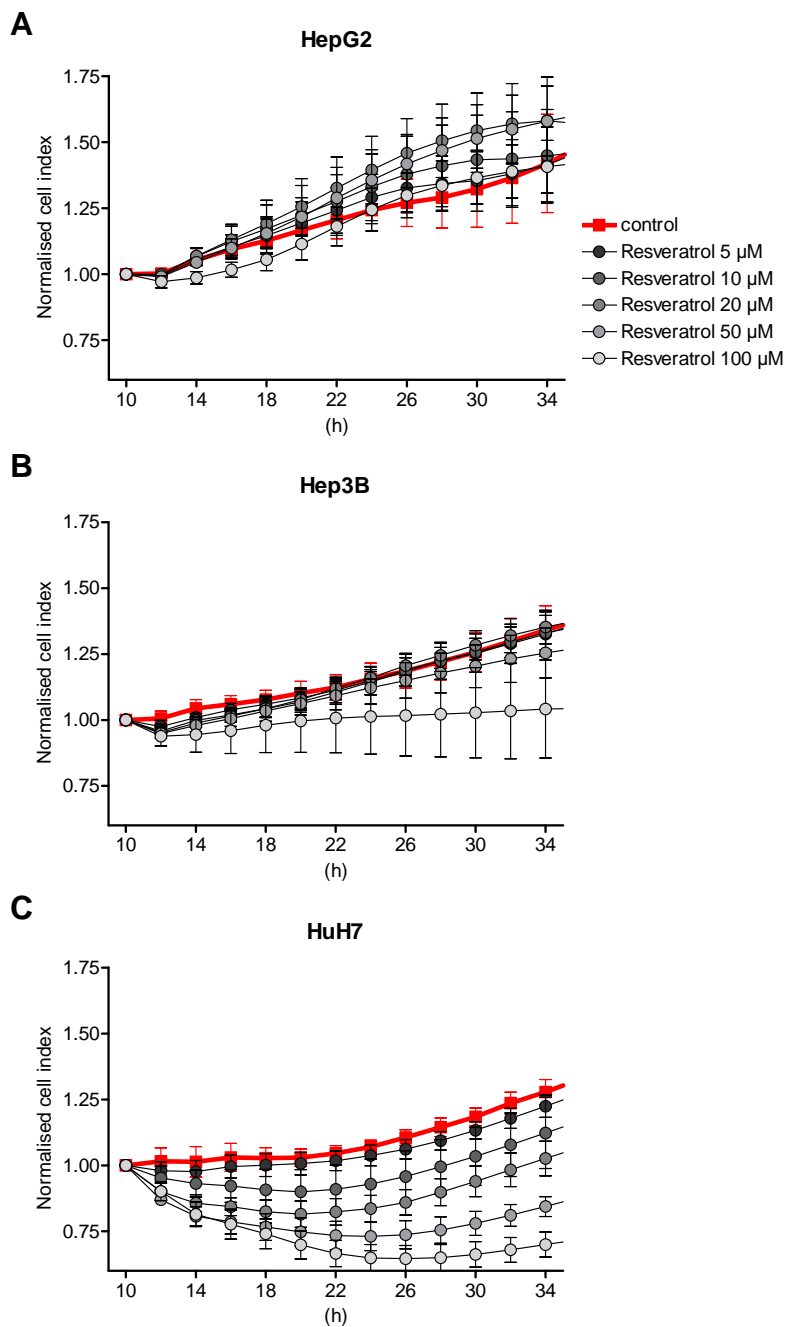 A
HepG2
1.75
1.50
1.25
1.00
0.75
Normalised cell index
10 14 18 22 26 30 34
(h)
control
Resveratrol 5 µM
Resveratrol 10 µM
Resveratrol 20 µM
Resveratrol 50 µM
Resveratrol 100 µM
B
Hep3B
1.75
1.50
1.25
1.00
0.75
Normalised cell index
10 14 18 22 26 30 34
(h)
C
HuH7
1.75
1.50
1.25
1.00
0.75
Normalised cell index
10 14 18 22 26 30 34
(h)